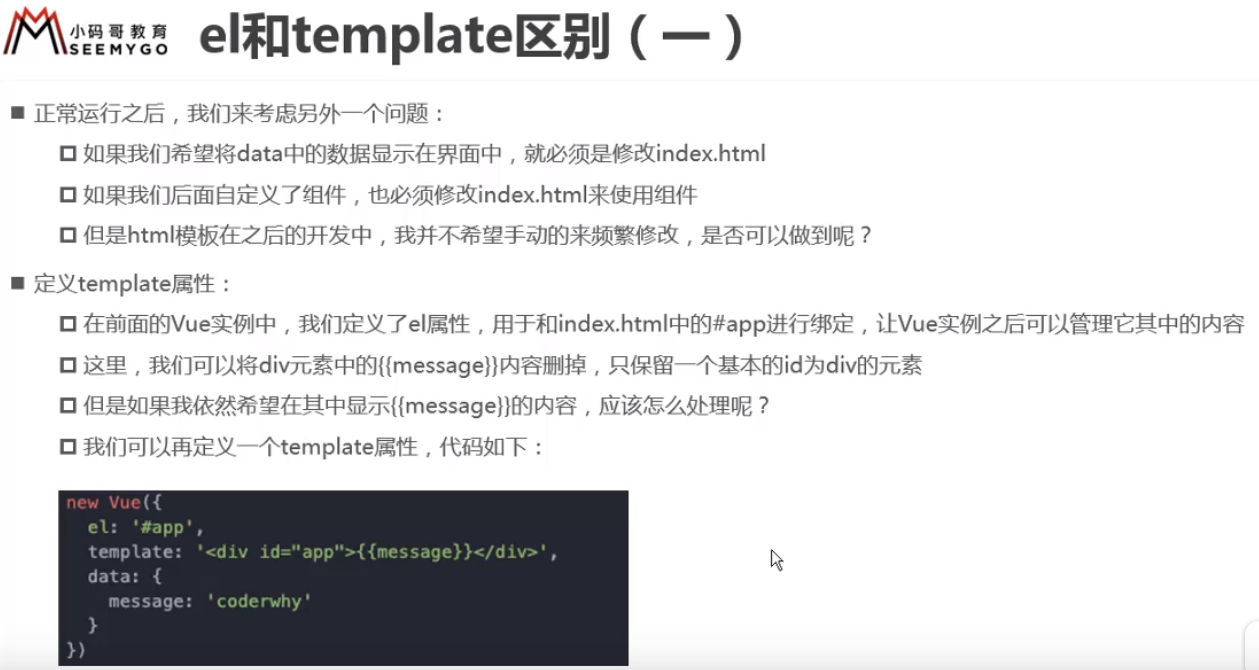 小码哥教育
SEEMYGO
el和template区别（一）
正常运行之后，我们来考虑另外一个问题：
如果我们希望将data中的数据显示在界面中，就必须是修改index.html
如果我们后面自定义了组件，也必须修改index.html来使用组件
但是html模板在之后的开发中，我并不希望手动的来频繁修改，是否可以做到呢？
定义template属性：
在前面的Vue实例中，我们定义了el属性，用于和index.html中的#app进行绑定，让Vue实例之后可以管理它其中的内容
这里，我们可以将div元素中的{{message}}内容删掉，只保留一个基本的id为div的元素
但是如果我依然希望在其中显示{{message}}的内容，应该怎么处理呢？
我们可以再定义一个template属性，代码如下：
new Vue({
el: '#app',
template: '<div id="app">{{message}}</div>',
data: {
message: 'coderwhy'
}
})